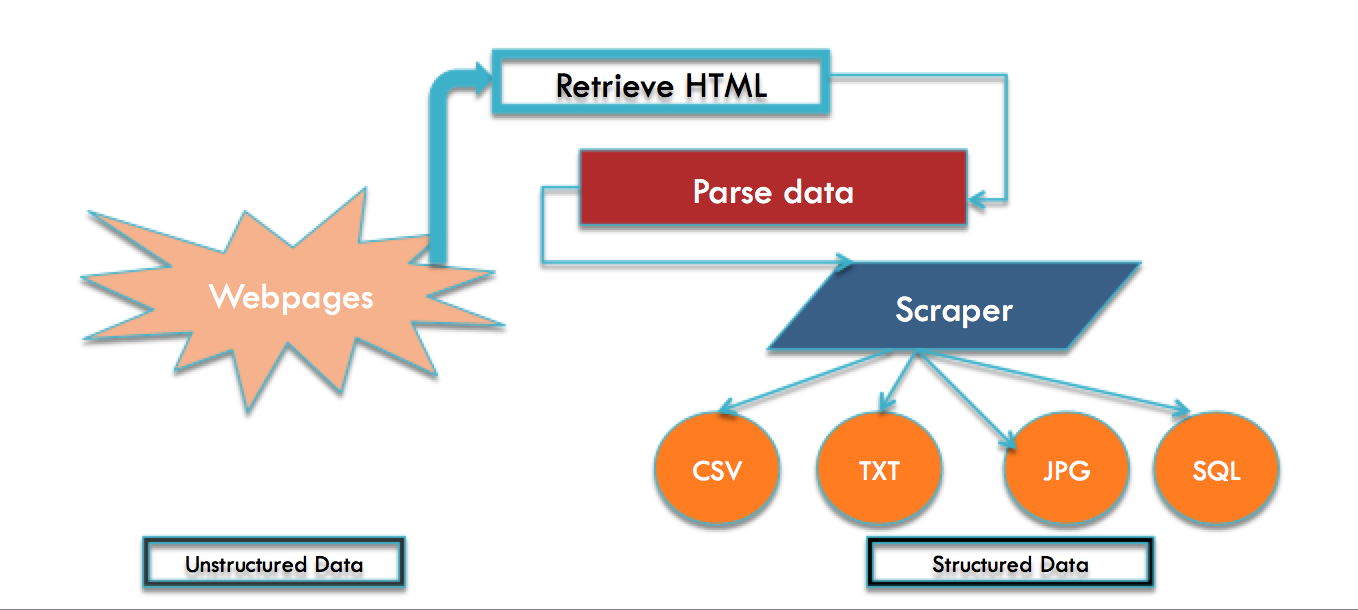 Retrieve HTML
Parse data
Webpages
Scraper
CSV
TXT
JPG
SQL
Unstructured Data
Structured Data